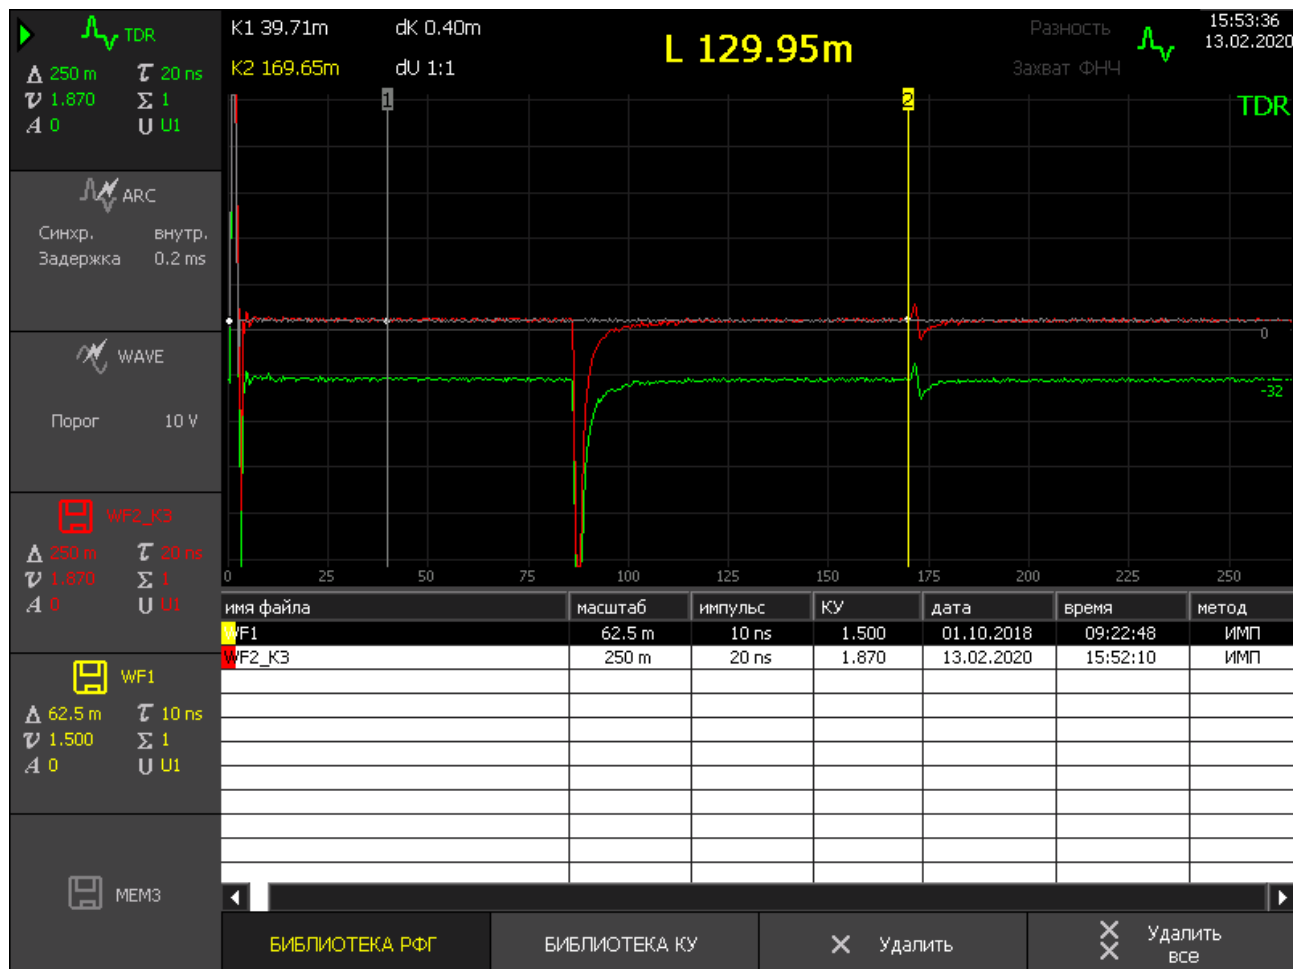 TDR
Δ 250 m τ 20 ns
υ 1.870 Σ 1
A 0 U U1
ARC
Синхр. внутр.
Задержка 0.2 ms
WAVE
Порог 10 V
WF2_КЗ
Δ 250 m τ 20 ns
υ 1.870 Σ 1
A 0 U U1
WF1
Δ 62.5 m τ 10 ns
υ 1.500 Σ 1
A 0 U U1
МЕМ3
K1 39.71m dK 0.40m
K2 169.65m dU 1:1
L 129.95m
Разность
Захват ФНЧ
15:53:36
13.02.2020
1 2
TDR
0
-32
0 25 50 75 100 125 150 175 200 225 250
имя файла масштаб импульс КУ дата время метод
WF1 62.5 m 10 ns 1.500 01.10.2018 09:22:48 ИМП
WF2_КЗ 250 m 20 ns 1.870 13.02.2020 15:52:10 ИМП
БИБЛИОТЕКА РФГ БИБЛИОТЕКА КУ Удалить Удалить
все